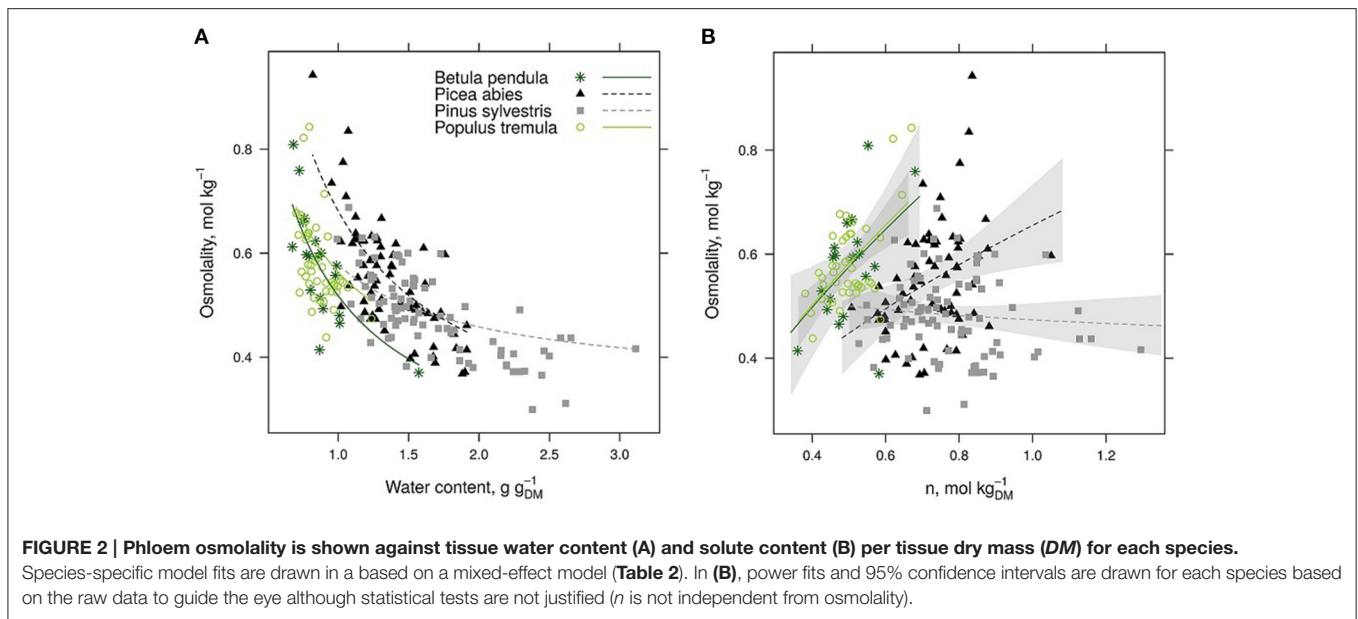 A
B
Betula pendula
Picea abies
Pinus sylvestris
Populus tremula
Osmolality, mol kg⁻¹
0.8
0.6
0.4
1.0 1.5 2.0 2.5 3.0
Water content, g g_DM⁻¹
Osmolality, mol kg⁻¹
0.8
0.6
0.4
0.4 0.6 0.8 1.0 1.2
n, mol kg_DM⁻¹
FIGURE 2 | Phloem osmolality is shown against tissue water content (A) and solute content (B) per tissue dry mass (DM) for each species.
Species-specific model fits are drawn in a based on a mixed-effect model (Table 2). In (B), power fits and 95% confidence intervals are drawn for each species based
on the raw data to guide the eye although statistical tests are not justified (n is not independent from osmolality).